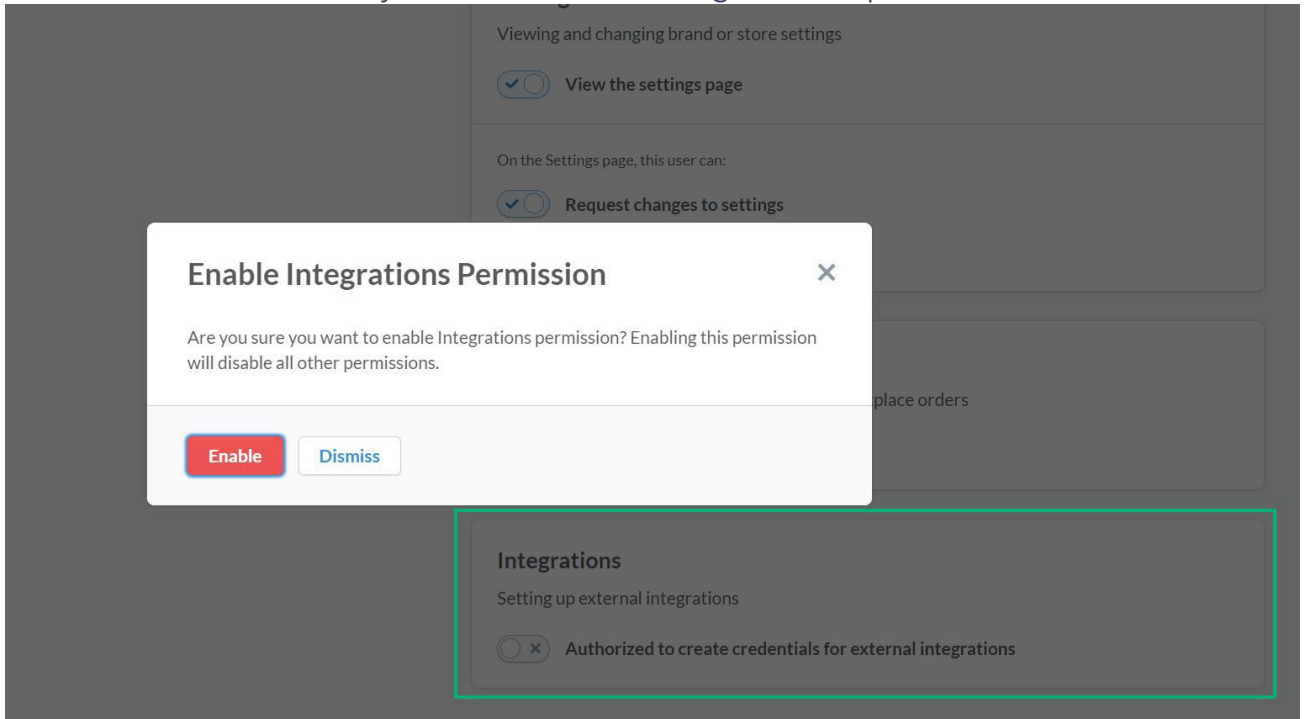 Viewing and changing brand or store settings
View the settings page
On the Settings page, this user can:
Request changes to settings
Enable Integrations Permission
Are you sure you want to enable Integrations permission? Enabling this permission
will disable all other permissions.
place orders
Enable Dismiss
Integrations
Setting up external integrations
Authorized to create credentials for external integrations